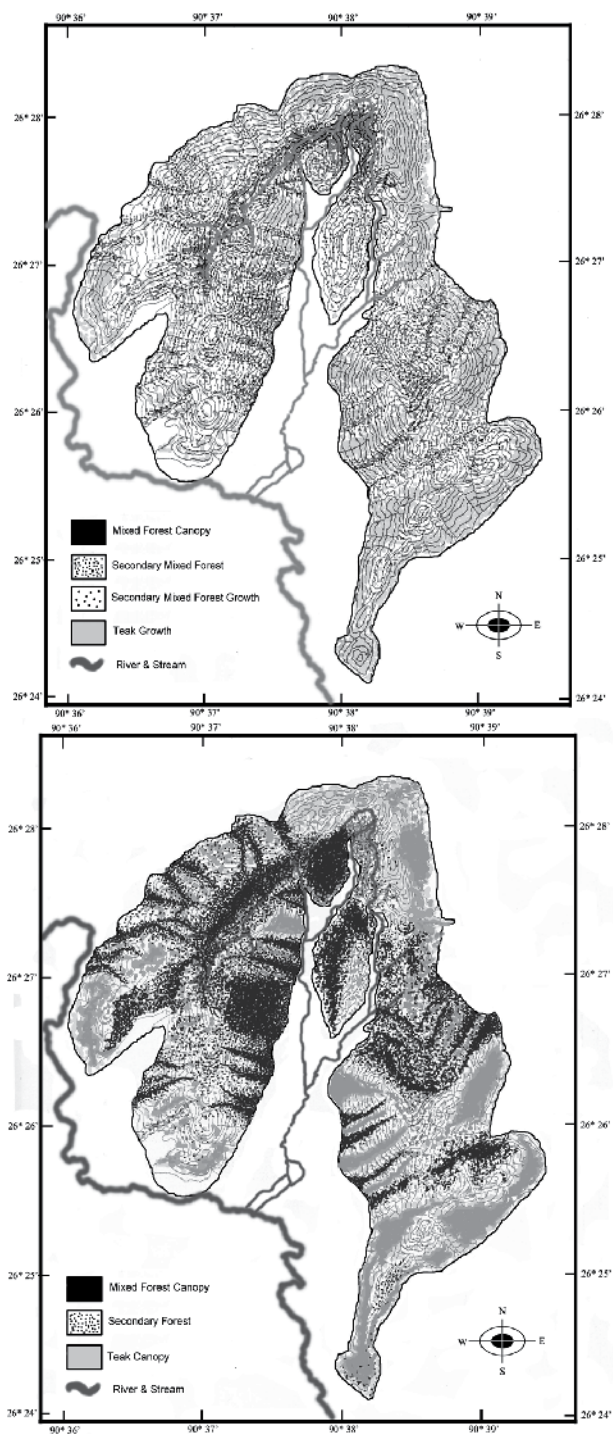 90° 36' 90° 37' 90° 38' 90° 39'
26° 28' 26° 28'
26° 27' 26° 27'
26° 26' 26° 26'
Mixed Forest Canopy
26° 25' Secondary Mixed Forest 26° 25'
Secondary Mixed Forest Growth
N
Teak Growth
W E
S
River & Stream
26° 24' 26° 24'
90° 36' 90° 37' 90° 38' 90° 39'
90° 36' 90° 37' 90° 38' 90° 39'
26° 28' 26° 28'
26° 27' 26° 27'
26° 26' 26° 26'
26° 25' 26° 25'
Mixed Forest Canopy
Secondary Forest
N
W E
S
Teak Canopy
River & Stream
26° 24' 26° 24'
90° 36' 90° 37' 90° 38' 90° 39'